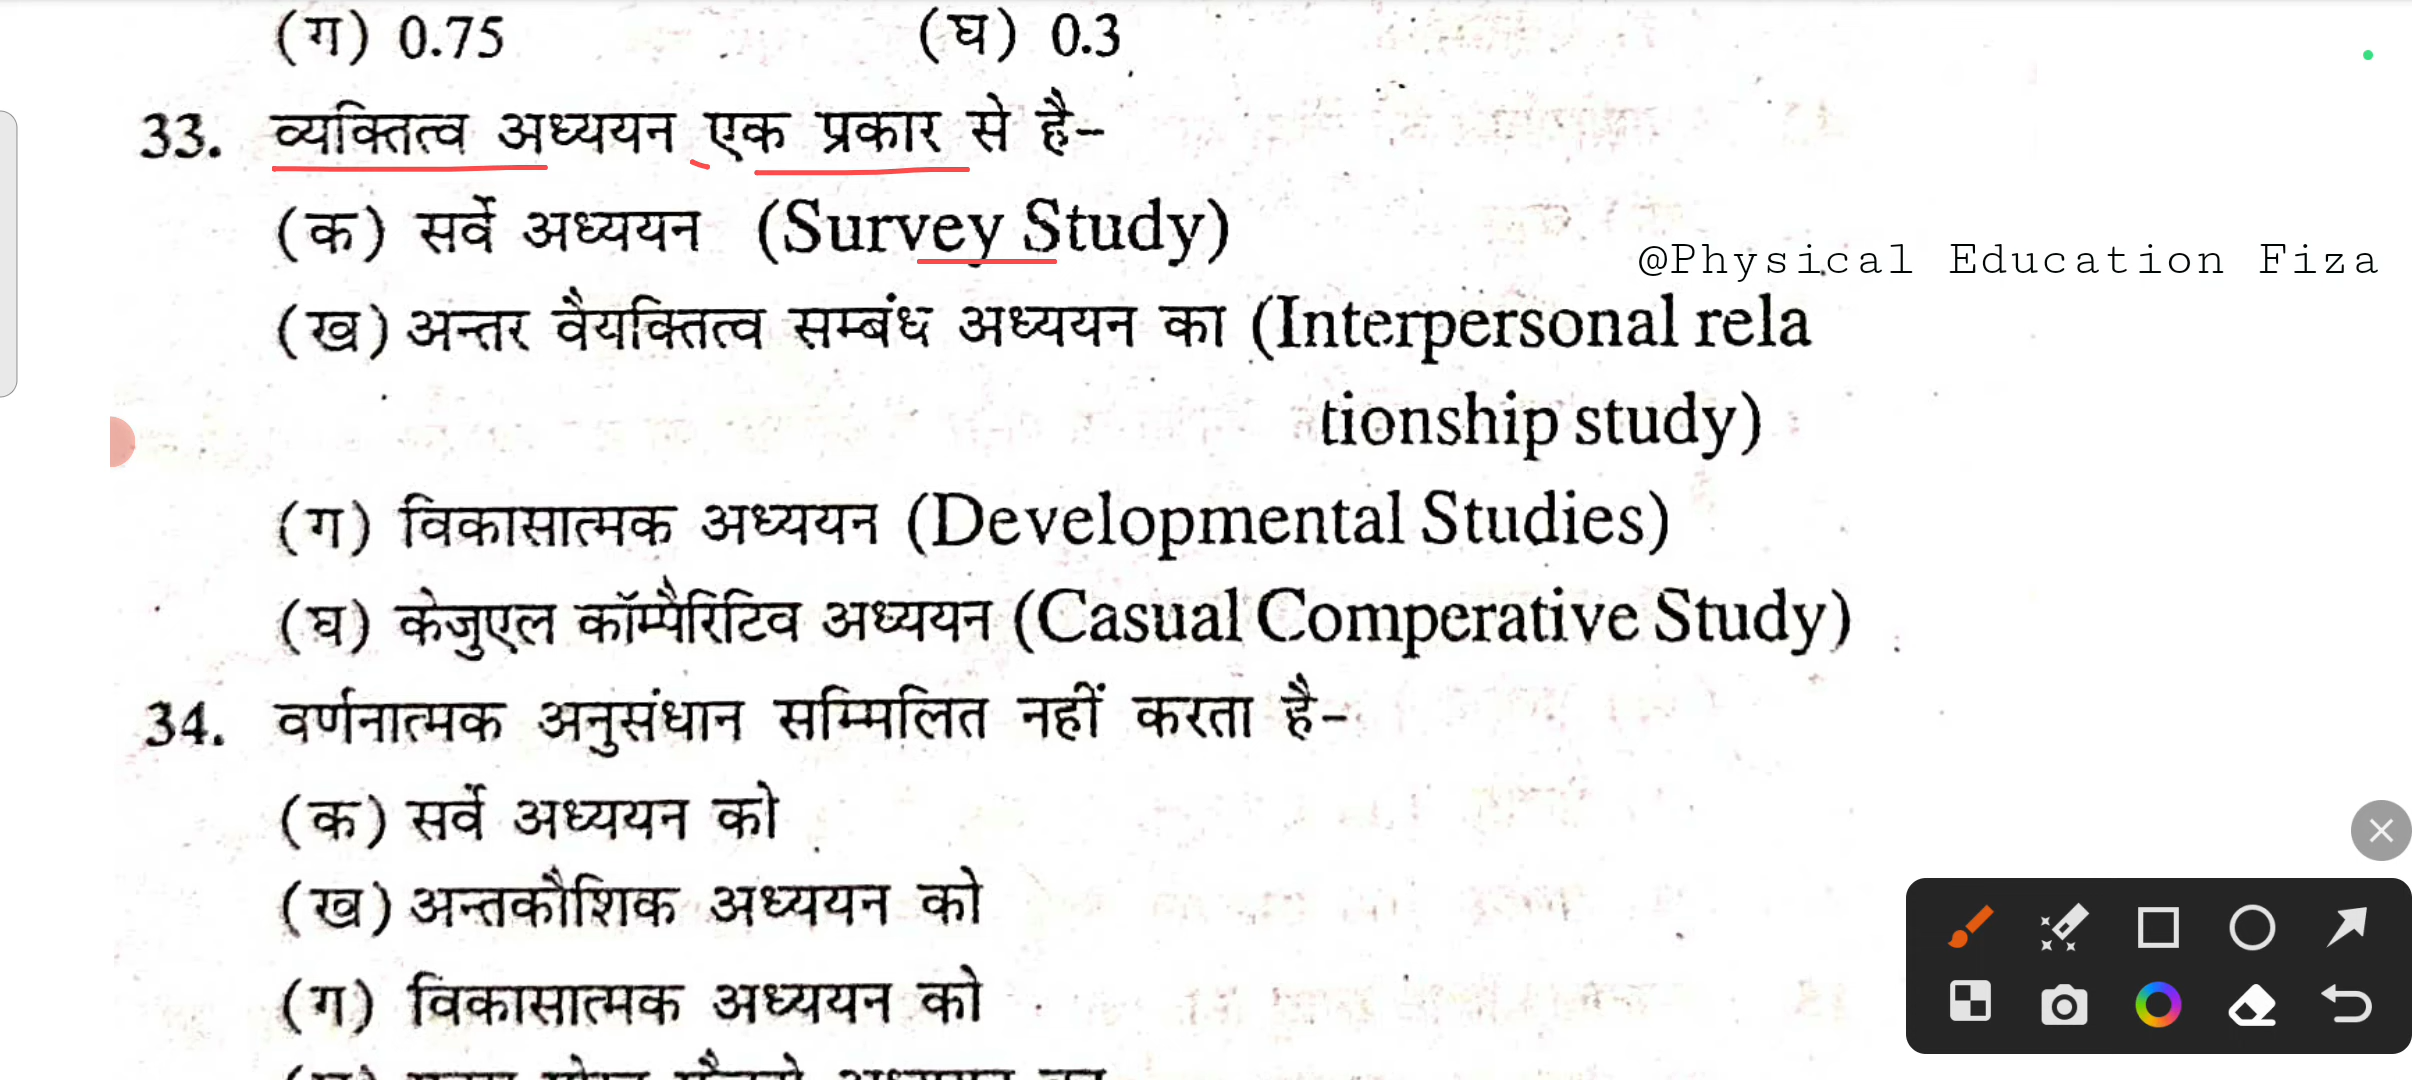 (ग) 0.75 (घ) 0.3
33. व्यक्तित्व अध्ययन एक प्रकार से है-
(क) सर्वे अध्ययन (Survey Study)
@Physical Education Fiza
(ख) अन्तर वैयक्तित्व सम्बंध अध्ययन का (Interpersonal rela
tionship study)
(ग) विकासात्मक अध्ययन (Developmental Studies)
(घ) केजुएल कॉम्पैरिटिव अध्ययन (Casual Comperative Study)
34. वर्णनात्मक अनुसंधान सम्मिलित नहीं करता है-
(क) सर्वे अध्ययन को
(ख) अन्तकौशिक अध्ययन को
(ग) विकासात्मक अध्ययन को